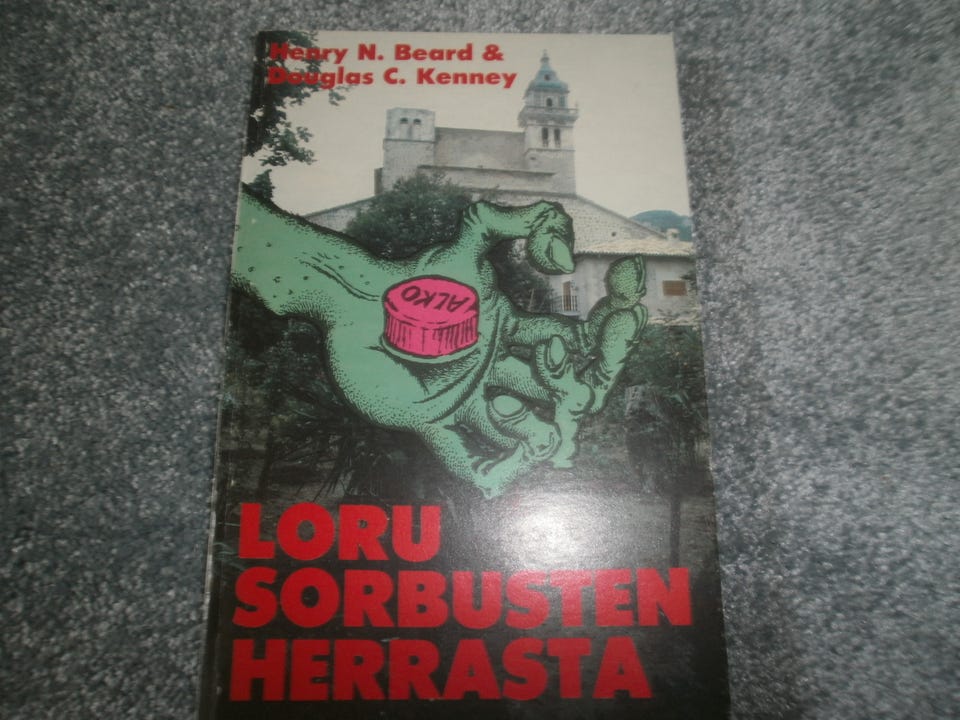 Henry N. Beard &
Douglas C. Kenney
ALKO
LORU
SORBUSTEN
HERRASTA